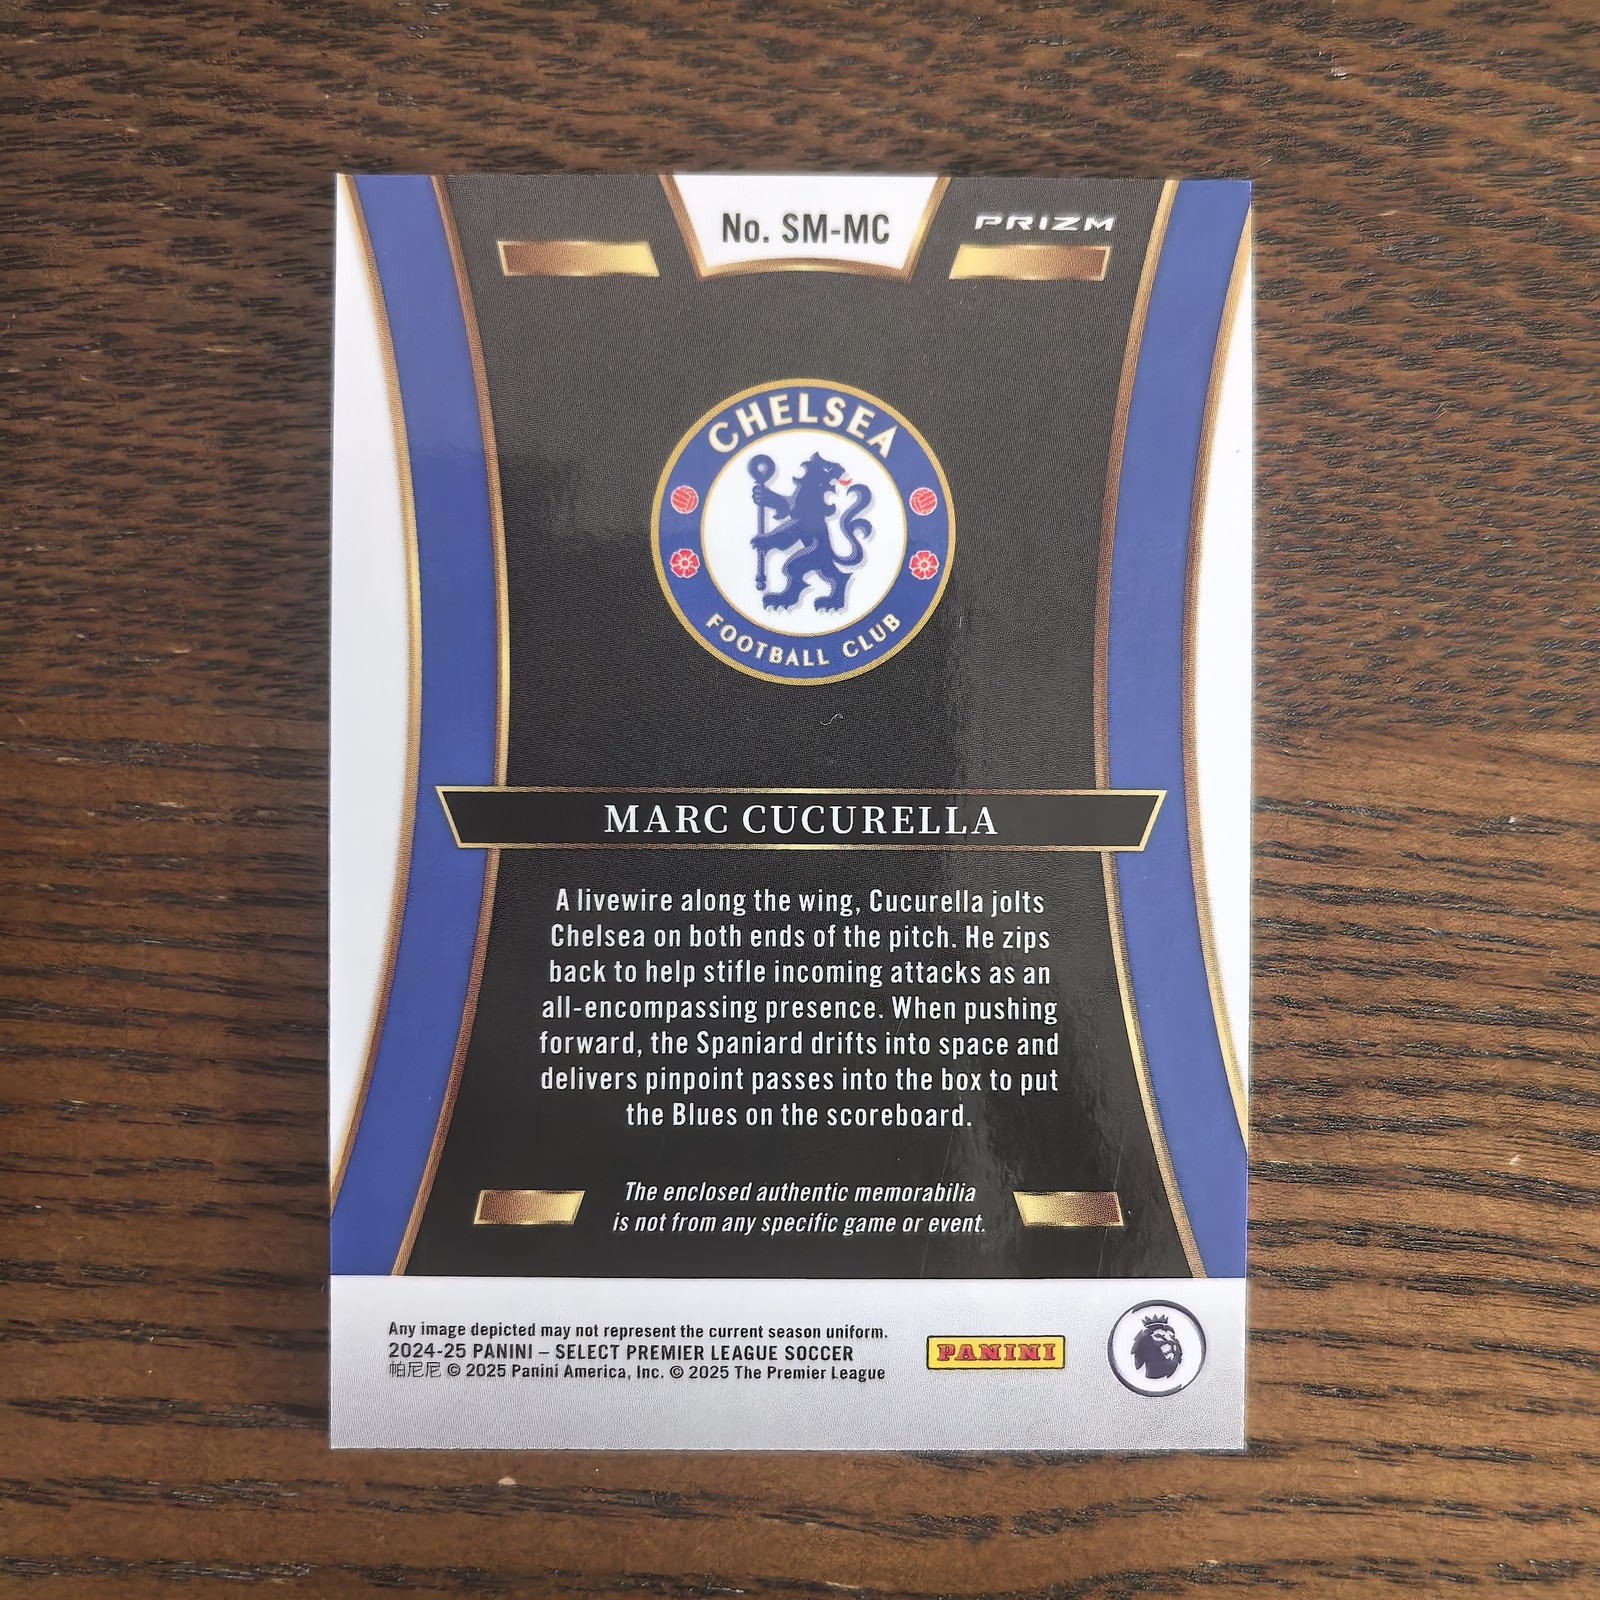 No. SM-MC
PRIZM
CHELSEA
FOOTBALL CLUB
MARC CUCURELLA
A livewire along the wing, Cucurella jolts
Chelsea on both ends of the pitch. He zips
back to help stifle incoming attacks as an
all-encompassing presence. When pushing
forward, the Spaniard drifts into space and
delivers pinpoint passes into the box to put
the Blues on the scoreboard.
The enclosed authentic memorabilia
is not from any specific game or event.
Any image depicted may not represent the current season uniform.
2024-25 PANINI – SELECT PREMIER LEAGUE SOCCER
帕尼尼 © 2025 Panini America, Inc. © 2025 The Premier League
PANINI